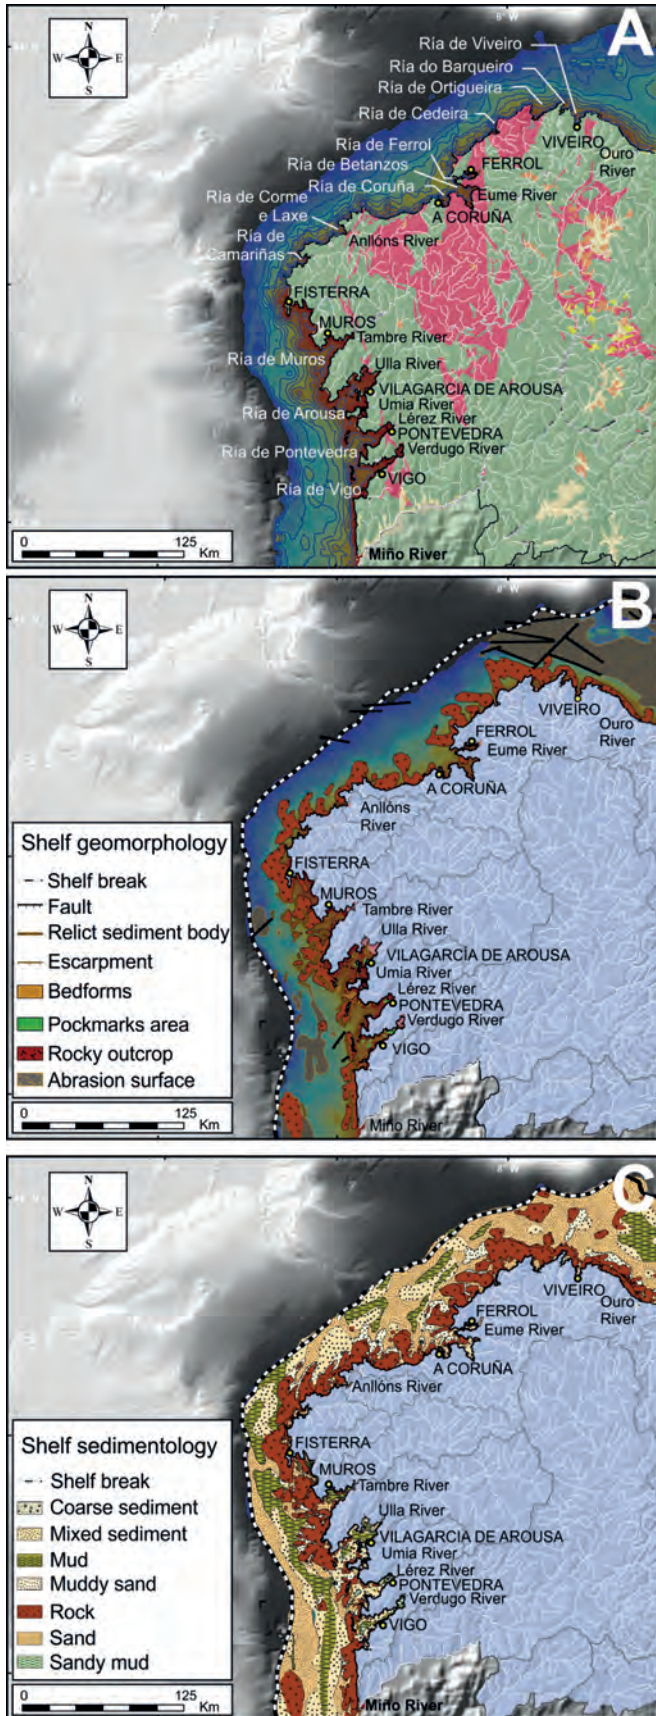 A
N
W E
S
Ría de Viveiro
Ría do Barqueiro
Ría de Ortigueira
Ría de Cedeira
VIVEIRO
Ouro
River
Ría de Ferrol
Ría de Betanzos
FERROL
Ría de Coruña
Eume River
Ría de Corme
e Laxe
A CORUÑA
Anllóns River
Ría de
Camariñas
FISTERRA
MUROS
Tambre River
Ría de Muros
Ulla River
VILAGARCIA DE AROUSA
Ría de Arousa
Umia River
Lérez River
PONTEVEDRA
Ría de Pontevedra
Verdugo River
VIGO
Ría de Vigo
Miño River
0 125
Km
B
N
W E
S
VIVEIRO
Ouro
River
FERROL
Eume River
A CORUÑA
Anllóns
River
Shelf geomorphology
Shelf break
Fault
Relict sediment body
Escarpment
Bedforms
Pockmarks area
Rocky outcrop
Abrasion surface
FISTERRA
MUROS
Tambre River
Ulla River
VILAGARCÍA DE AROUSA
Umia River
Lérez River
PONTEVEDRA
Verdugo River
VIGO
Miño River
0 125
Km
C
N
W E
S
VIVEIRO
Ouro
River
FERROL
Eume River
A CORUÑA
Anllóns River
Shelf sedimentology
Shelf break
Coarse sediment
Mixed sediment
Mud
Muddy sand
Rock
Sand
Sandy mud
FISTERRA
MUROS
Tambre River
Ulla River
VILAGARCIA DE AROUSA
Umia River
Lérez River
PONTEVEDRA
Verdugo River
VIGO
Miño River
0 125
Km